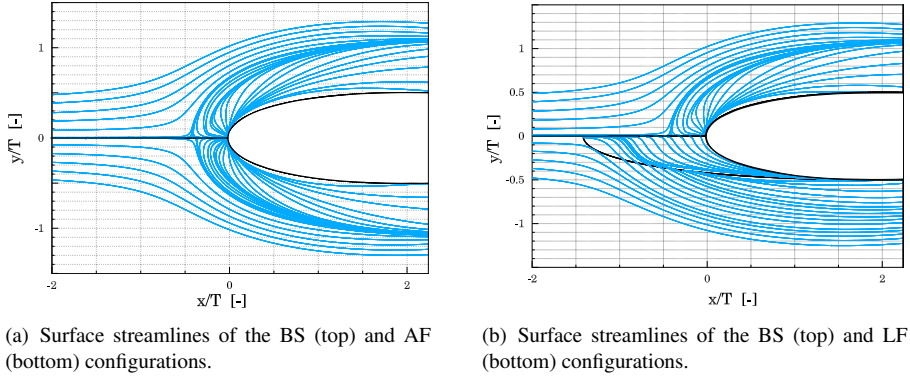 1
0
-1
y/T [-]
-2
0
2
x/T [-]
1
0.5
0
-0.5
-1
y/T [-]
-2
0
2
x/T [-]
(a) Surface streamlines of the BS (top) and AF
(bottom) configurations.
(b) Surface streamlines of the BS (top) and LF
(bottom) configurations.